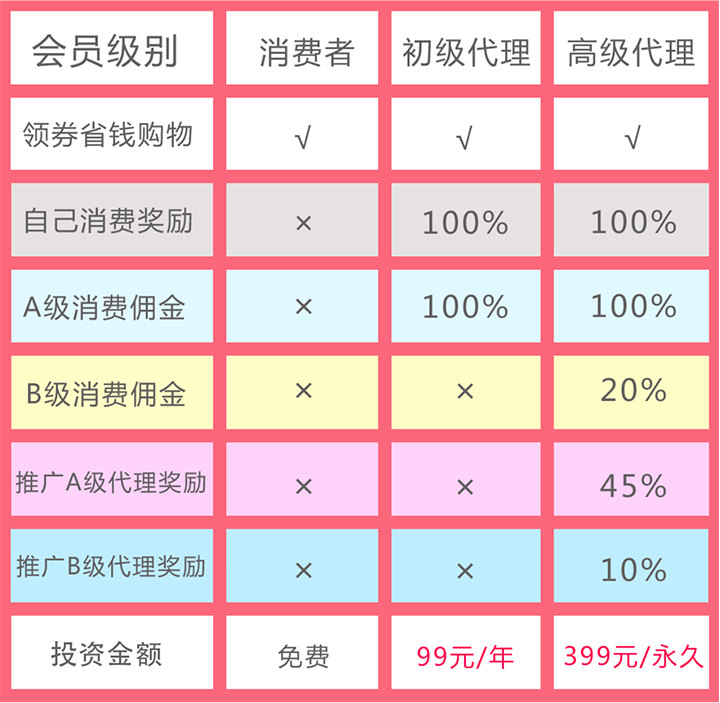 会员级别 消费者 初级代理 高级代理
领券省钱购物 √ √ √
自己消费奖励 × 100% 100%
A级消费佣金 × 100% 100%
B级消费佣金 × × 20%
推广A级代理奖励 × × 45%
推广B级代理奖励 × × 10%
投资金额 免费 99元/年 399元/永久